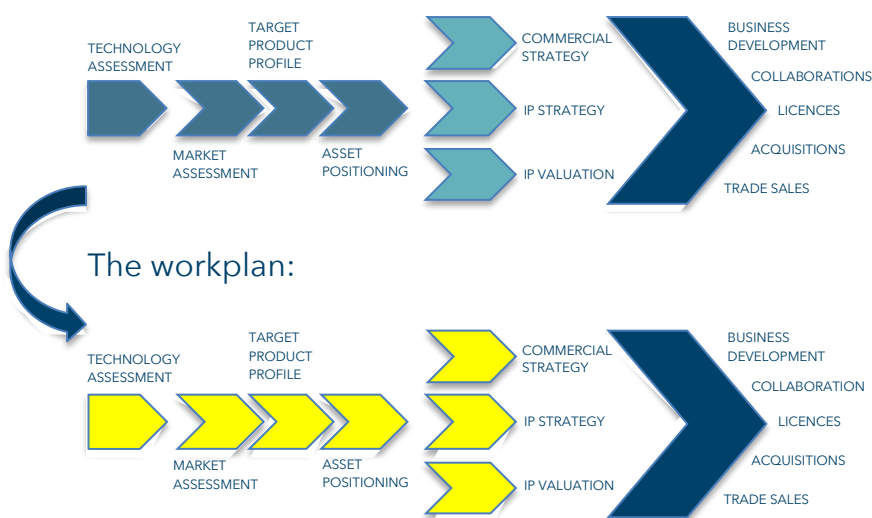 TECHNOLOGY
ASSESSMENT
TARGET
PRODUCT
PROFILE
MARKET
ASSESSMENT
ASSET
POSITIONING
COMMERCIAL
STRATEGY
IP STRATEGY
IP VALUATION
BUSINESS
DEVELOPMENT
COLLABORATIONS
LICENCES
ACQUISITIONS
TRADE SALES
The workplan:
TECHNOLOGY
ASSESSMENT
TARGET
PRODUCT
PROFILE
MARKET
ASSESSMENT
ASSET
POSITIONING
COMMERCIAL
STRATEGY
IP STRATEGY
IP VALUATION
BUSINESS
DEVELOPMENT
COLLABORATION
LICENCES
ACQUISITIONS
TRADE SALES